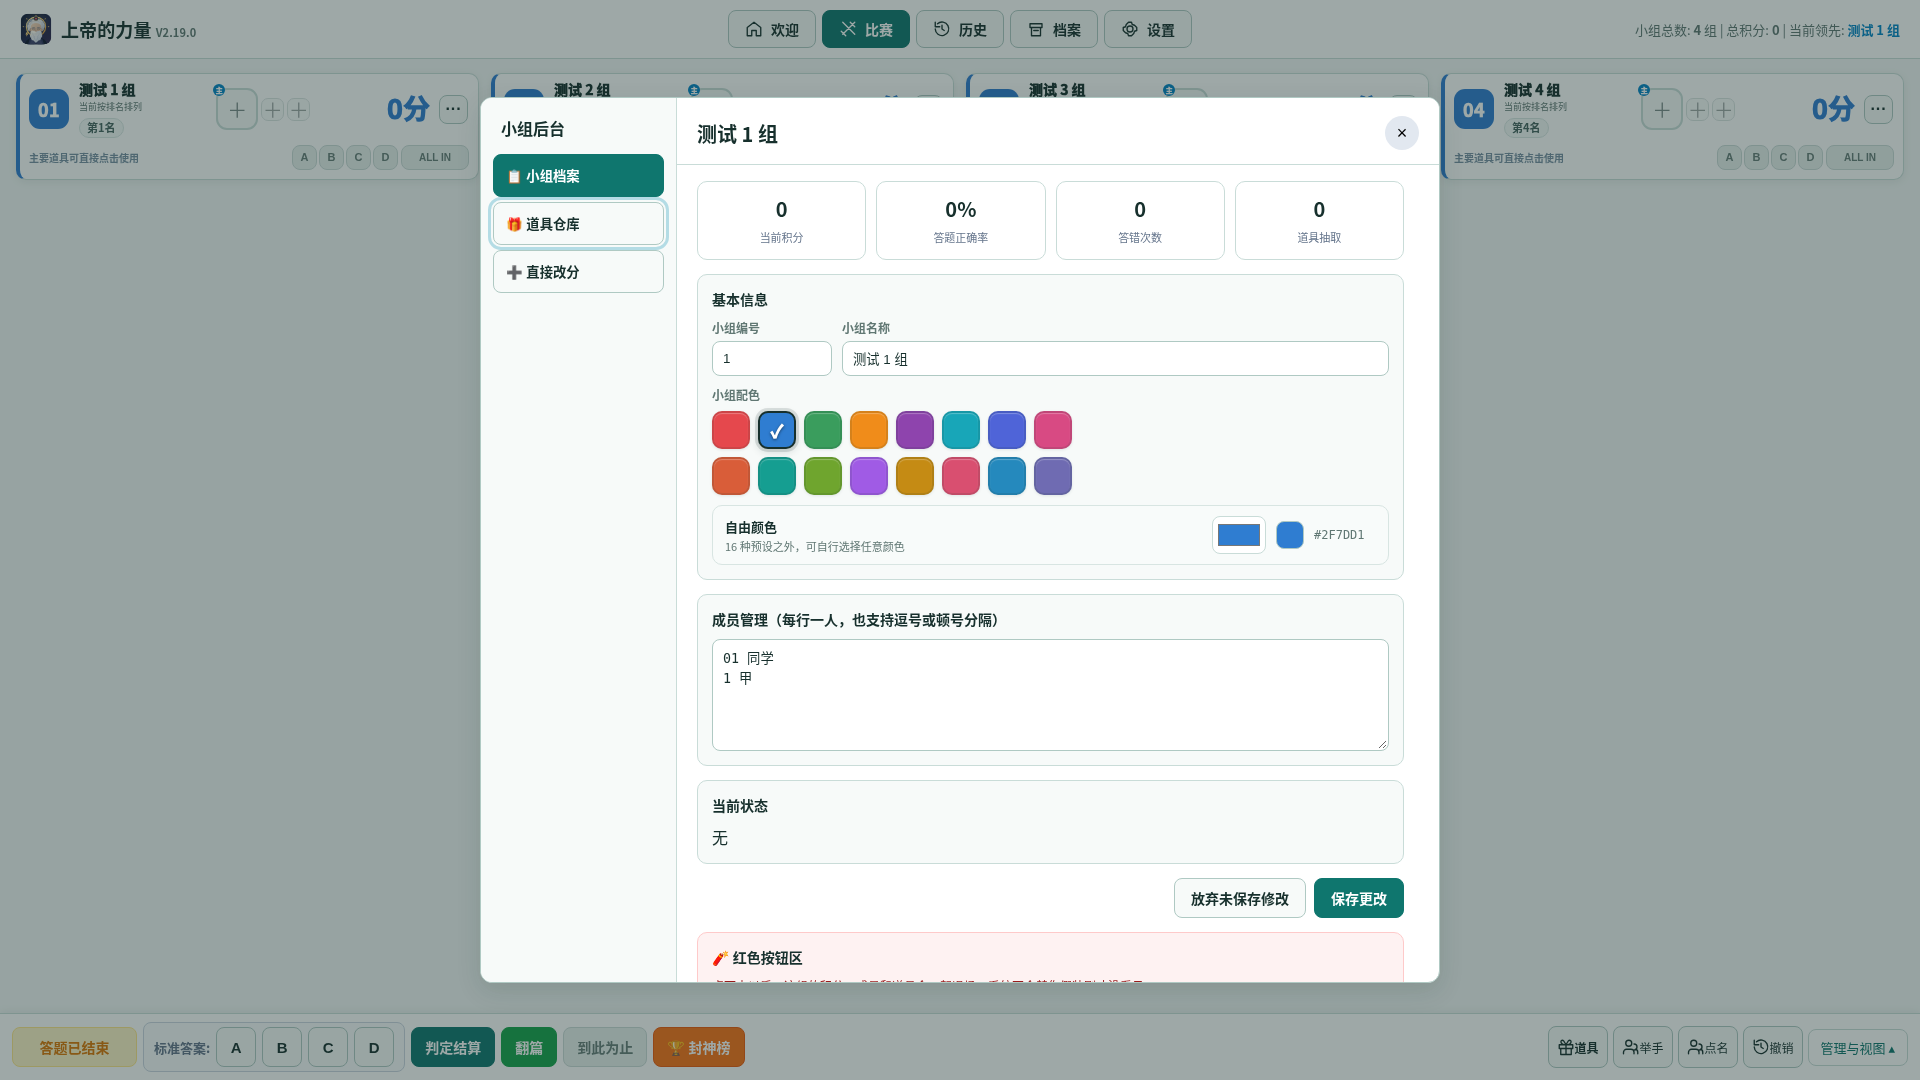 上帝的力量 V2.19.0
欢迎
比赛
历史
档案
设置
小组总数: 4 组 | 总积分: 0 | 当前领先: 测试 1 组
01
测试 1 组
当前按排名排列
第1名
主
0分
···
主要道具可直接点击使用
A B C D ALL IN
测试 2 组
主
测试 3 组
主
04
测试 4 组
当前按排名排列
第4名
主
0分
···
主要道具可直接点击使用
A B C D ALL IN
小组后台
小组档案
道具仓库
直接改分
测试 1 组
×
0
当前积分
0%
答题正确率
0
答错次数
0
道具抽取
基本信息
小组编号
小组名称
1
测试 1 组
小组配色
自由颜色
16 种预设之外，可自行选择任意颜色
#2F7DD1
成员管理（每行一人，也支持逗号或顿号分隔）
01 同学
1 甲
当前状态
无
放弃未保存修改
保存更改
红色按钮区
答题已结束
标准答案: A B C D
判定结算
翻篇
到此为止
封神榜
道具
举手
点名
撤销
管理与视图 ▴